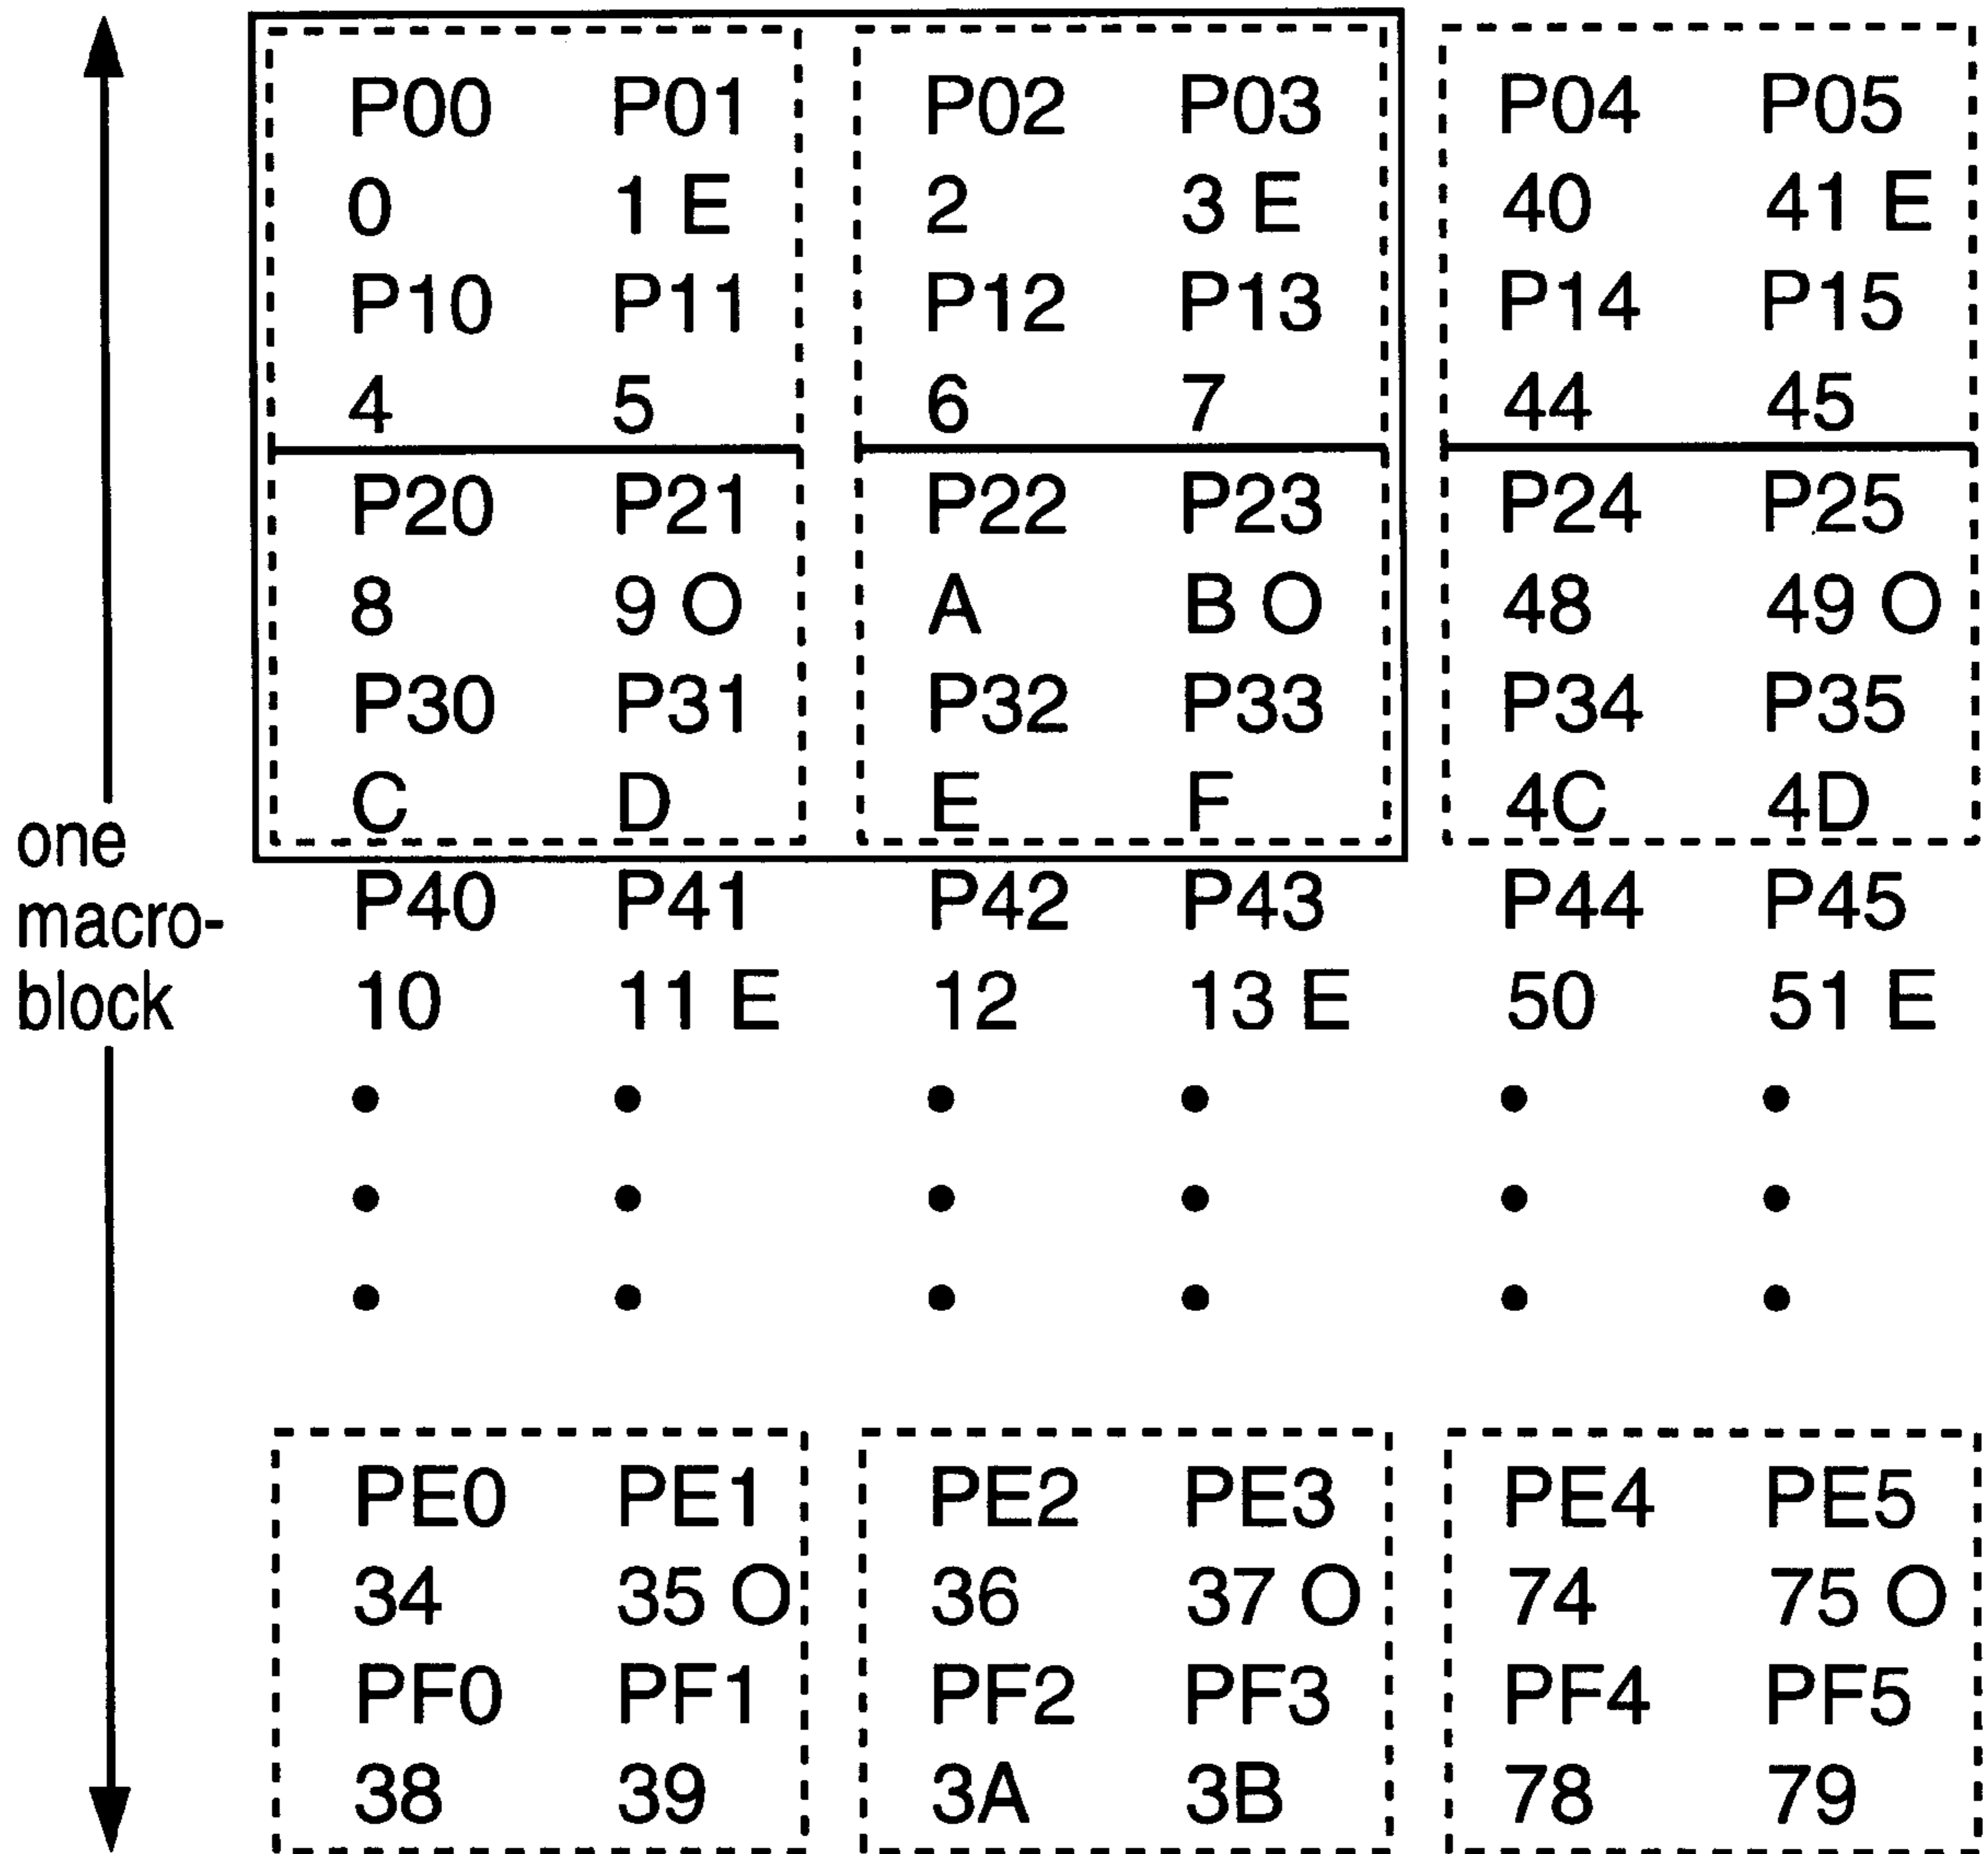 P00 P01 P02 P03 P04 P05
0 1 E 2 3 E 40 41 E
P10 P11 P12 P13 P14 P15
4 5 6 7 44 45
P20 P21 P22 P23 P24 P25
8 9 O A B O 48 49 O
P30 P31 P32 P33 P34 P35
C D E F 4C 4D
one
macro-
block
P40 P41 P42 P43 P44 P45
10 11 E 12 13 E 50 51 E
PE0 PE1 PE2 PE3 PE4 PE5
34 35 O 36 37 O 74 75 O
PF0 PF1 PF2 PF3 PF4 PF5
38 39 3A 3B 78 79